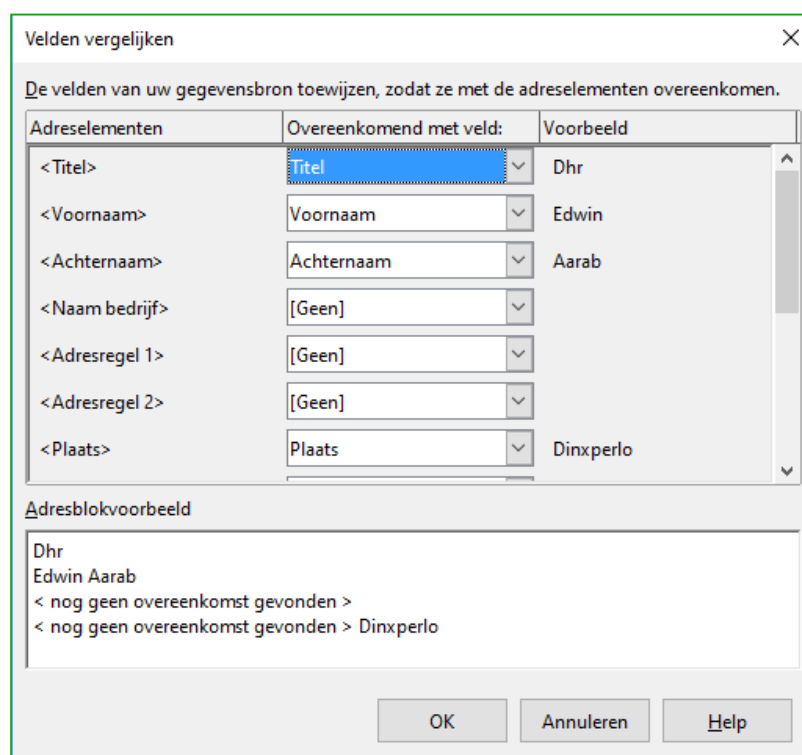 Velden vergelijken
De velden van uw gegevensbron toewijzen, zodat ze met de adreselementen overeenkomen.
Adreselementen Overeenkomend met veld: Voorbeeld
<Titel> Titel Dhr
<Voornaam> Voornaam Edwin
<Achternaam> Achternaam Aarab
<Naam bedrijf> [Geen]
<Adresregel 1> [Geen]
<Adresregel 2> [Geen]
<Plaats> Plaats Dinxperlo
Adresblokvoorbeeld
Dhr
Edwin Aarab
< nog geen overeenkomst gevonden >
< nog geen overeenkomst gevonden > Dinxperlo
OK Annuleren Help